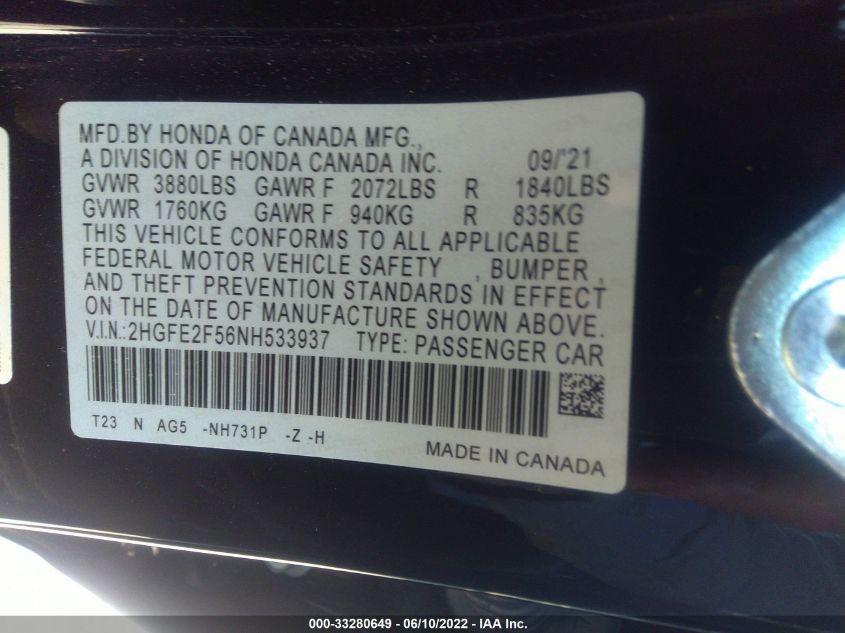 MFD.BY HONDA OF CANADA MFG.,
A DIVISION OF HONDA CANADA INC. 09/'21
GVWR 3880LBS GAWR F 2072LBS R 1840LBS
GVWR 1760KG GAWR F 940KG R 835KG
THIS VEHICLE CONFORMS TO ALL APPLICABLE
FEDERAL MOTOR VEHICLE SAFETY , BUMPER ,
AND THEFT PREVENTION STANDARDS IN EFFECT
ON THE DATE OF MANUFACTURE SHOWN ABOVE.
V.I.N.:2HGFE2F56NH533937 TYPE: PASSENGER CAR
T23 N AG5 -NH731P -Z -H
MADE IN CANADA
000-33280649 - 06/10/2022 - IAA Inc.